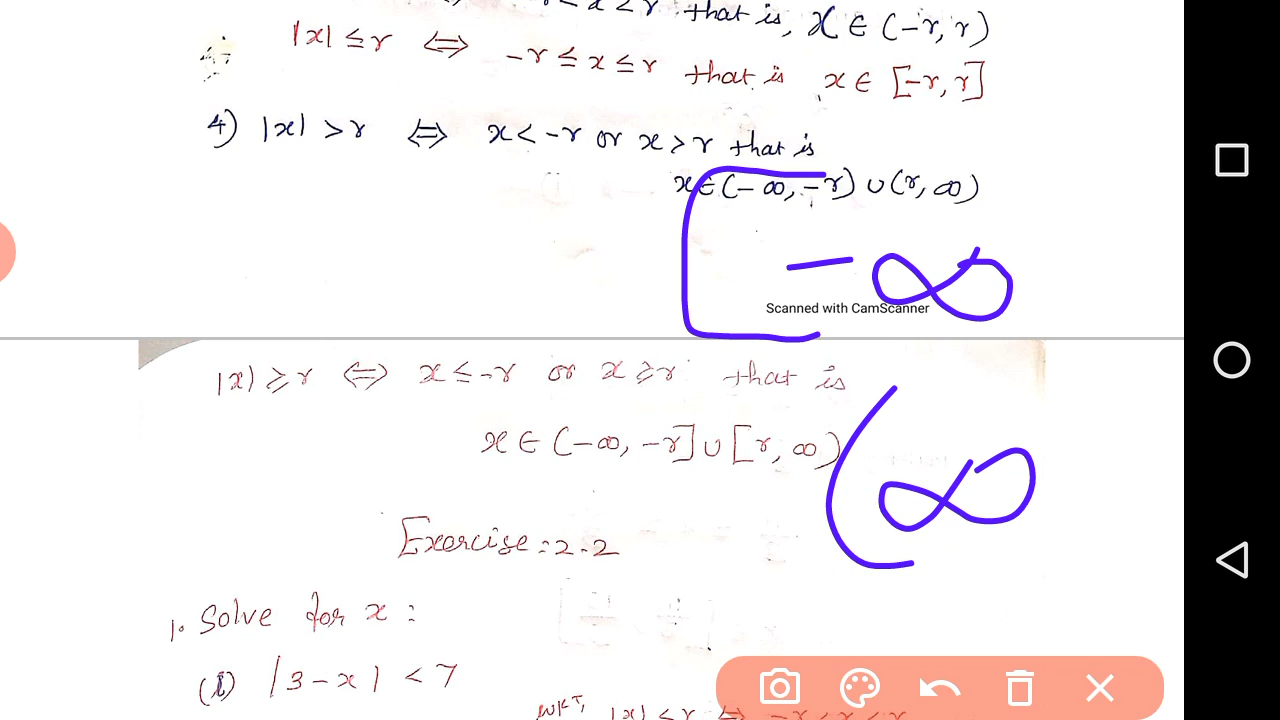 x < r that is, x ∈ (-r, r)
|x| ≤ r ⇔ -r ≤ x ≤ r that is x ∈ [-r, r]
4) |x| > r ⇔ x < -r or x > r that is
x ∈ (-∞, -r) ∪ (r, ∞)
[ -∞
Scanned with CamScanner
|x| ≥ r ⇔ x ≤ -r or x ≥ r that is
x ∈ (-∞, -r] ∪ [r, ∞)
( ∞
Exercise: 2.2
1. Solve for x :
(i) |3-x| < 7
WKT, |x| < r ⇔ -r < x < r